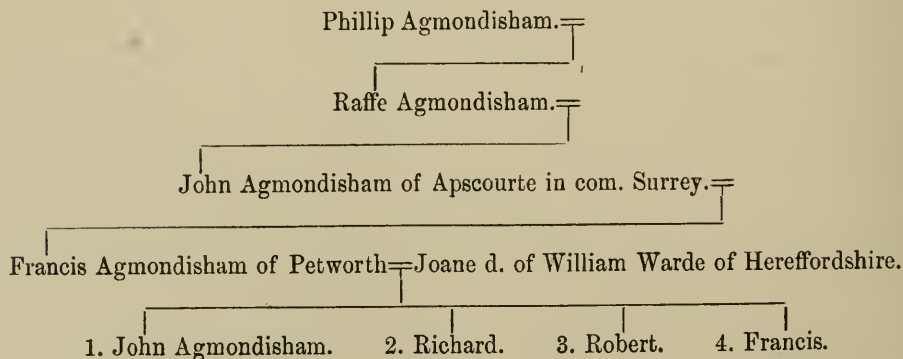 Phillip Agmondisham.
Raffe Agmondisham.
John Agmondisham of Apscourte in com. Surrey.
Francis Agmondisham of Petworth=Joane d. of William Warde of Hereffordshire.
1. John Agmondisham. 2. Richard. 3. Robert. 4. Francis.